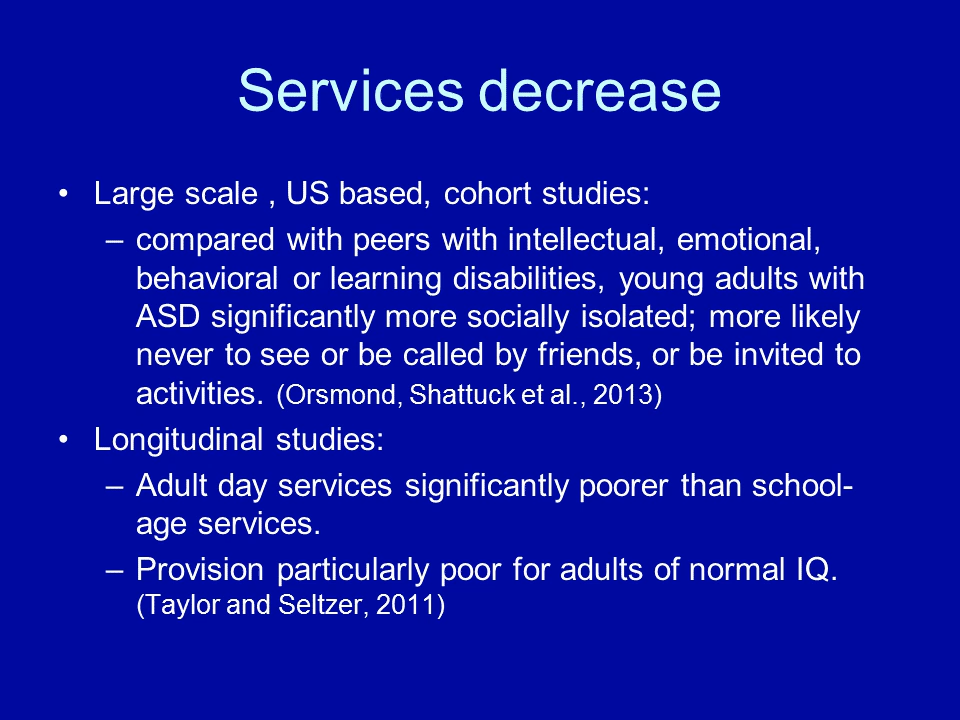 Services decrease
• Large scale , US based, cohort studies:
– compared with peers with intellectual, emotional,
behavioral or learning disabilities, young adults with
ASD significantly more socially isolated; more likely
never to see or be called by friends, or be invited to
activities. (Orsmond, Shattuck et al., 2013)
• Longitudinal studies:
– Adult day services significantly poorer than school-
age services.
– Provision particularly poor for adults of normal IQ.
(Taylor and Seltzer, 2011)